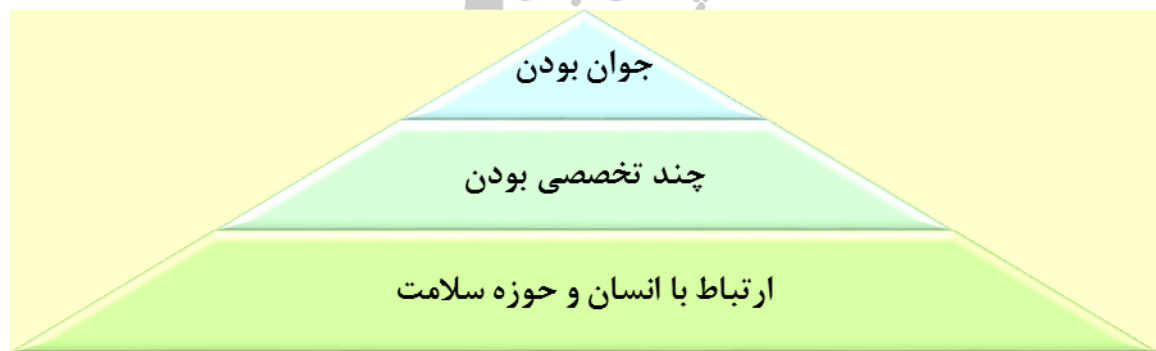 جوان بودن
چند تخصصی بودن
ارتباط با انسان و حوزه سلامت